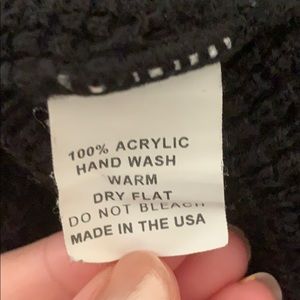 100% ACRYLIC
HAND WASH
WARM
DRY FLAT
DO NOT BLEACH
MADE IN THE USA